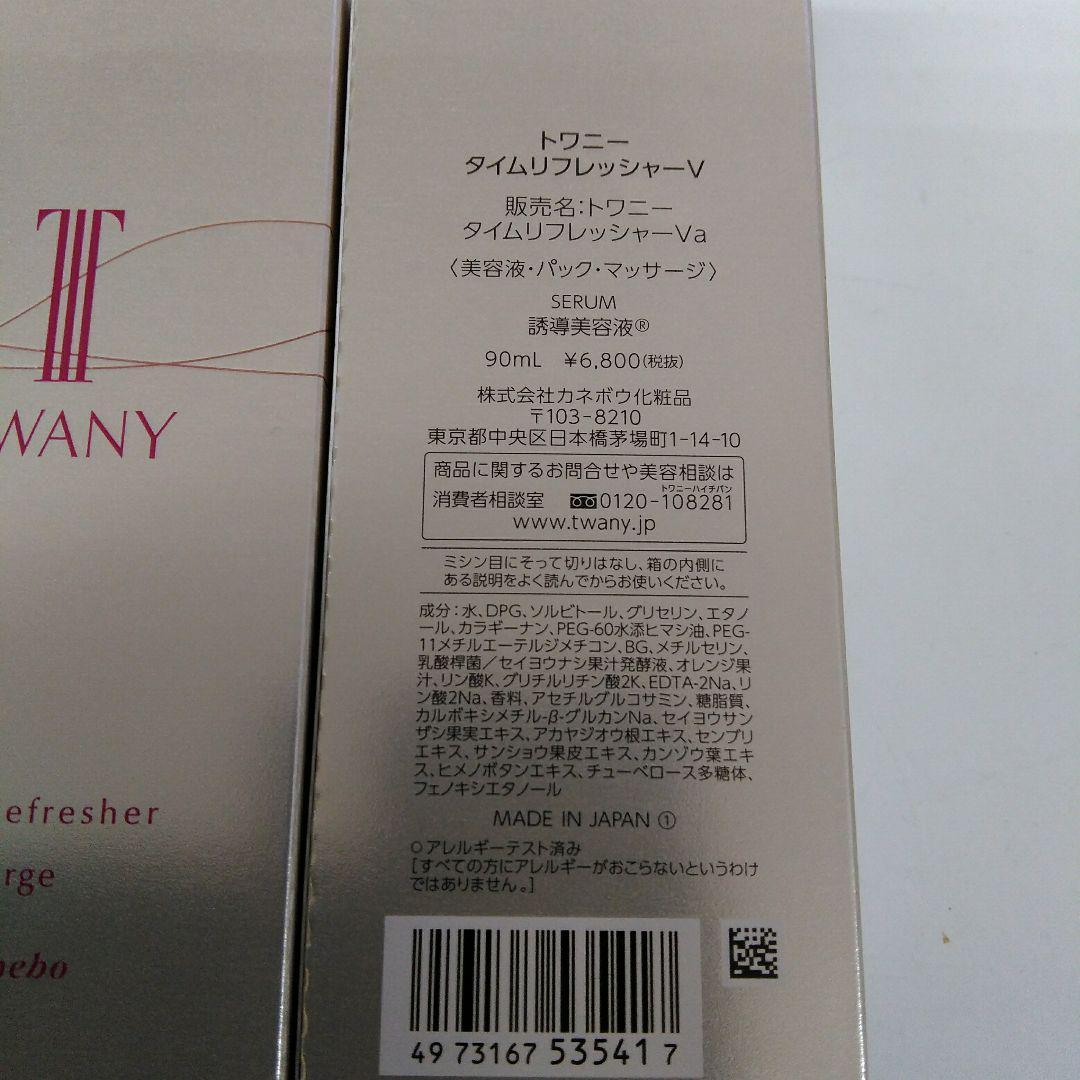 TWANY
efresher
rge
nebo
トワニー
タイムリフレッシャーV
販売名:トワニー
タイムリフレッシャーVa
〈美容液・パック・マッサージ〉
SERUM
誘導美容液®
90mL ¥6,800(税抜)
株式会社カネボウ化粧品
〒103-8210
東京都中央区日本橋茅場町1-14-10
商品に関するお問合せや美容相談は
トワニーハイチバン
消費者相談室 0120-108281
www.twany.jp
ミシン目にそって切りはなし、箱の内側に
ある説明をよく読んでからお使いください。
成分:水、DPG、ソルビトール、グリセリン、エタノ
ール、カラギーナン、PEG-60水添ヒマシ油、PEG-
11メチルエーテルジメチコン、BG、メチルセリン、
乳酸桿菌/セイヨウナシ果汁発酵液、オレンジ果
汁、リン酸K、グリチルリチン酸2K、EDTA-2Na、リ
ン酸2Na、香料、アセチルグルコサミン、糖脂質、
カルボキシメチル-β-グルカンNa、セイヨウサン
ザシ果実エキス、アカヤジオウ根エキス、センブリ
エキス、サンショウ果皮エキス、カンゾウ葉エキ
ス、ヒメノボタンエキス、チューベロース多糖体、
フェノキシエタノール
MADE IN JAPAN ①
○アレルギーテスト済み
[すべての方にアレルギーがおこらないというわけ
ではありません。]
49 73167 53541 7